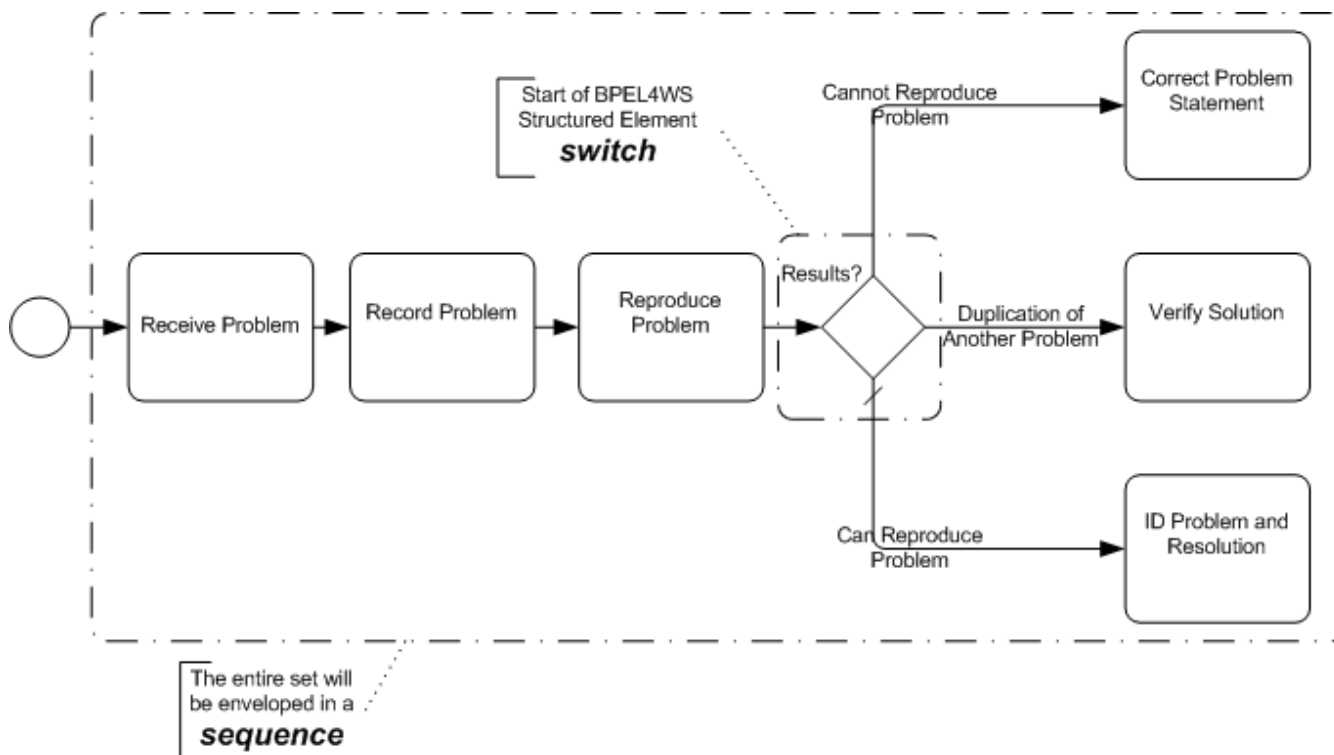 Start of BPEL4WS
Structured Element
switch
Cannot Reproduce
Problem
Correct Problem
Statement
Receive Problem
Record Problem
Reproduce
Problem
Results?
Duplication of
Another Problem
Verify Solution
Can Reproduce
Problem
ID Problem and
Resolution
The entire set will
be enveloped in a
sequence